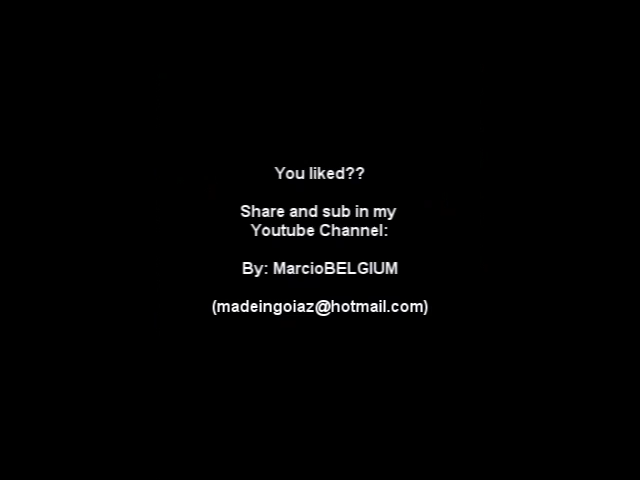 You liked??
Share and sub in my
Youtube Channel:
By: MarcioBELGIUM
(madeingoiaz@hotmail.com)